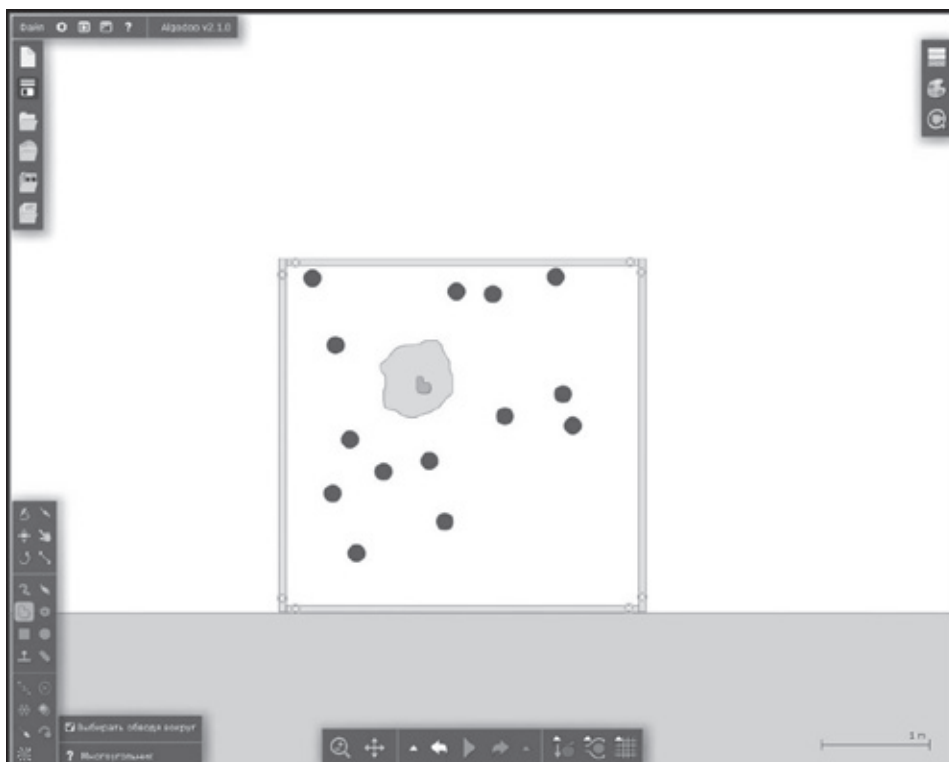 Файл ? Algodoo v2.1.0
Выбирать обводя вокруг
? Многоугольник
1 m